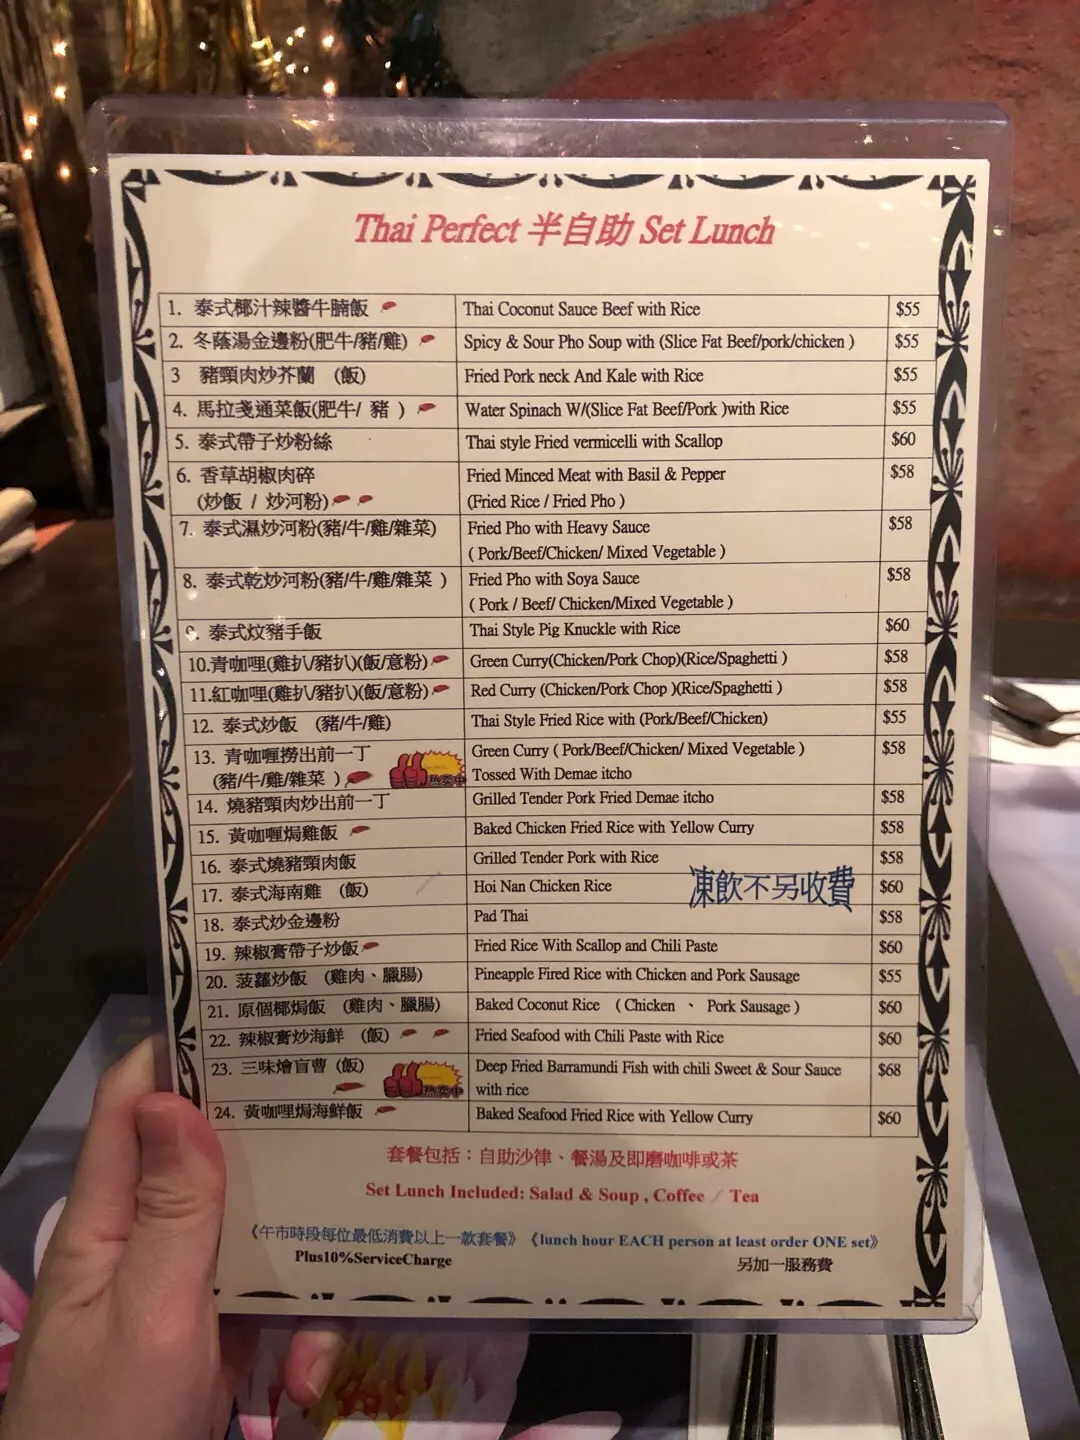 Thai Perfect 半自助 Set Lunch
1. 泰式椰汁辣醬牛腩飯 Thai Coconut Sauce Beef with Rice $55
2. 冬蔭湯金邊粉(肥牛/豬/雞) Spicy & Sour Pho Soup with (Slice Fat Beef/pork/chicken ) $55
3 豬頸肉炒芥蘭 (飯) Fried Pork neck And Kale with Rice $55
4. 馬拉戔通菜飯(肥牛/ 豬 ) Water Spinach W/(Slice Fat Beef/Pork )with Rice $55
5. 泰式帶子炒粉絲 Thai style Fried vermicelli with Scallop $60
6. 香草胡椒肉碎 Fried Minced Meat with Basil & Pepper $58
(炒飯 / 炒河粉) (Fried Rice / Fried Pho )
7. 泰式濕炒河粉(豬/牛/雞/雜菜) Fried Pho with Heavy Sauce $58
( Pork/Beef/Chicken/ Mixed Vegetable )
8. 泰式乾炒河粉(豬/牛/雞/雜菜 ) Fried Pho with Soya Sauce $58
( Pork / Beef/ Chicken/Mixed Vegetable )
9. 泰式炆豬手飯 Thai Style Pig Knuckle with Rice $60
10.青咖哩(雞扒/豬扒)(飯/意粉) Green Curry(Chicken/Pork Chop)(Rice/Spaghetti ) $58
11.紅咖哩(雞扒/豬扒)(飯/意粉) Red Curry (Chicken/Pork Chop )(Rice/Spaghetti ) $58
12. 泰式炒飯 (豬/牛/雞) Thai Style Fried Rice with (Pork/Beef/Chicken) $55
13. 青咖喱撈出前一丁 Green Curry ( Pork/Beef/Chicken/ Mixed Vegetable ) $58
(豬/牛/雞/雜菜 ) 热卖中 Tossed With Demae itcho
14. 燒豬頸肉炒出前一丁 Grilled Tender Pork Fried Demae itcho $58
15. 黃咖喱焗雞飯 Baked Chicken Fried Rice with Yellow Curry $58
16. 泰式燒豬頸肉飯 Grilled Tender Pork with Rice $58
17. 泰式海南雞 (飯) Hoi Nan Chicken Rice 凍飲不另收費 $60
18. 泰式炒金邊粉 Pad Thai $58
19. 辣椒膏帶子炒飯 Fried Rice With Scallop and Chili Paste $60
20. 菠蘿炒飯 (雞肉、臘腸) Pineapple Fired Rice with Chicken and Pork Sausage $55
21. 原個椰焗飯 (雞肉、臘腸) Baked Coconut Rice ( Chicken 、 Pork Sausage ) $60
22. 辣椒膏炒海鮮 (飯) Fried Seafood with Chili Paste with Rice $60
23. 三味燴盲曹 (飯) Deep Fried Barramundi Fish with chili Sweet & Sour Sauce $68
热卖中 with rice
24. 黃咖哩焗海鮮飯 Baked Seafood Fried Rice with Yellow Curry $60
套餐包括：自助沙律、餐湯及即磨咖啡或茶
Set Lunch Included: Salad & Soup , Coffee / Tea
《午市時段每位最低消費以上一款套餐》 《lunch hour EACH person at least order ONE set》
Plus10%ServiceCharge 另加一服務費